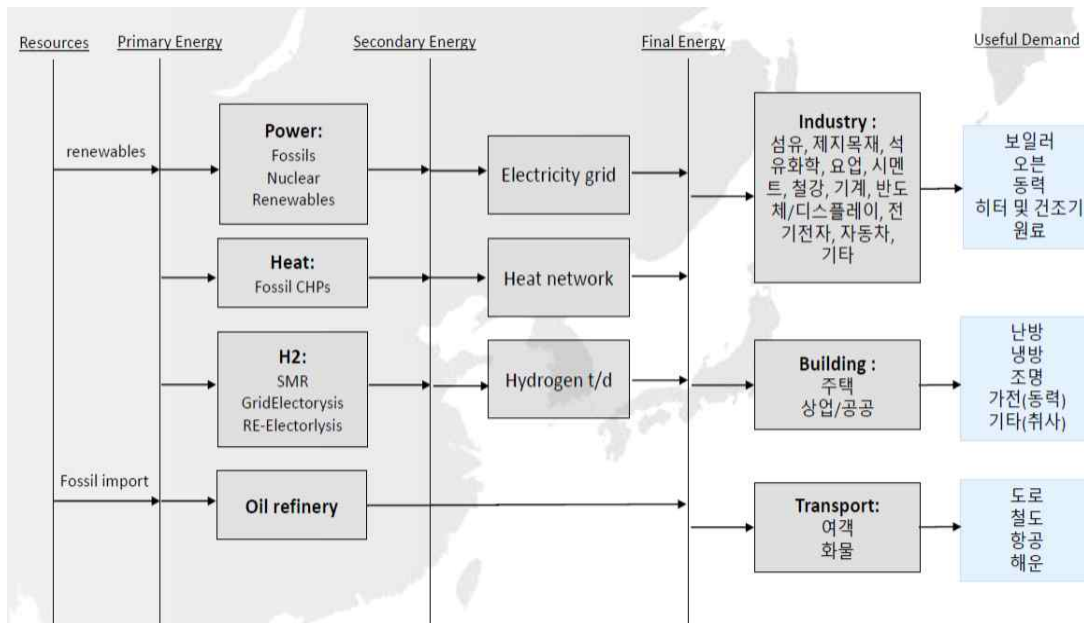 Resources
Primary Energy
Secondary Energy
Final Energy
Useful Demand
renewables
Power:
Fossils
Nuclear
Renewables
Electricity grid
Industry :
섬유, 제지목재, 석
유화학, 요업, 시멘
트, 철강, 기계, 반도
체/디스플레이, 전
기전자, 자동차,
기타
보일러
오븐
동력
히터 및 건조기
원료
Heat:
Fossil CHPs
Heat network
H2:
SMR
GridElectorysis
RE-Electorlysis
Hydrogen t/d
Building :
주택
상업/공공
난방
냉방
조명
가전(동력)
기타(취사)
Fossil import
Oil refinery
Transport:
여객
화물
도로
철도
항공
해운